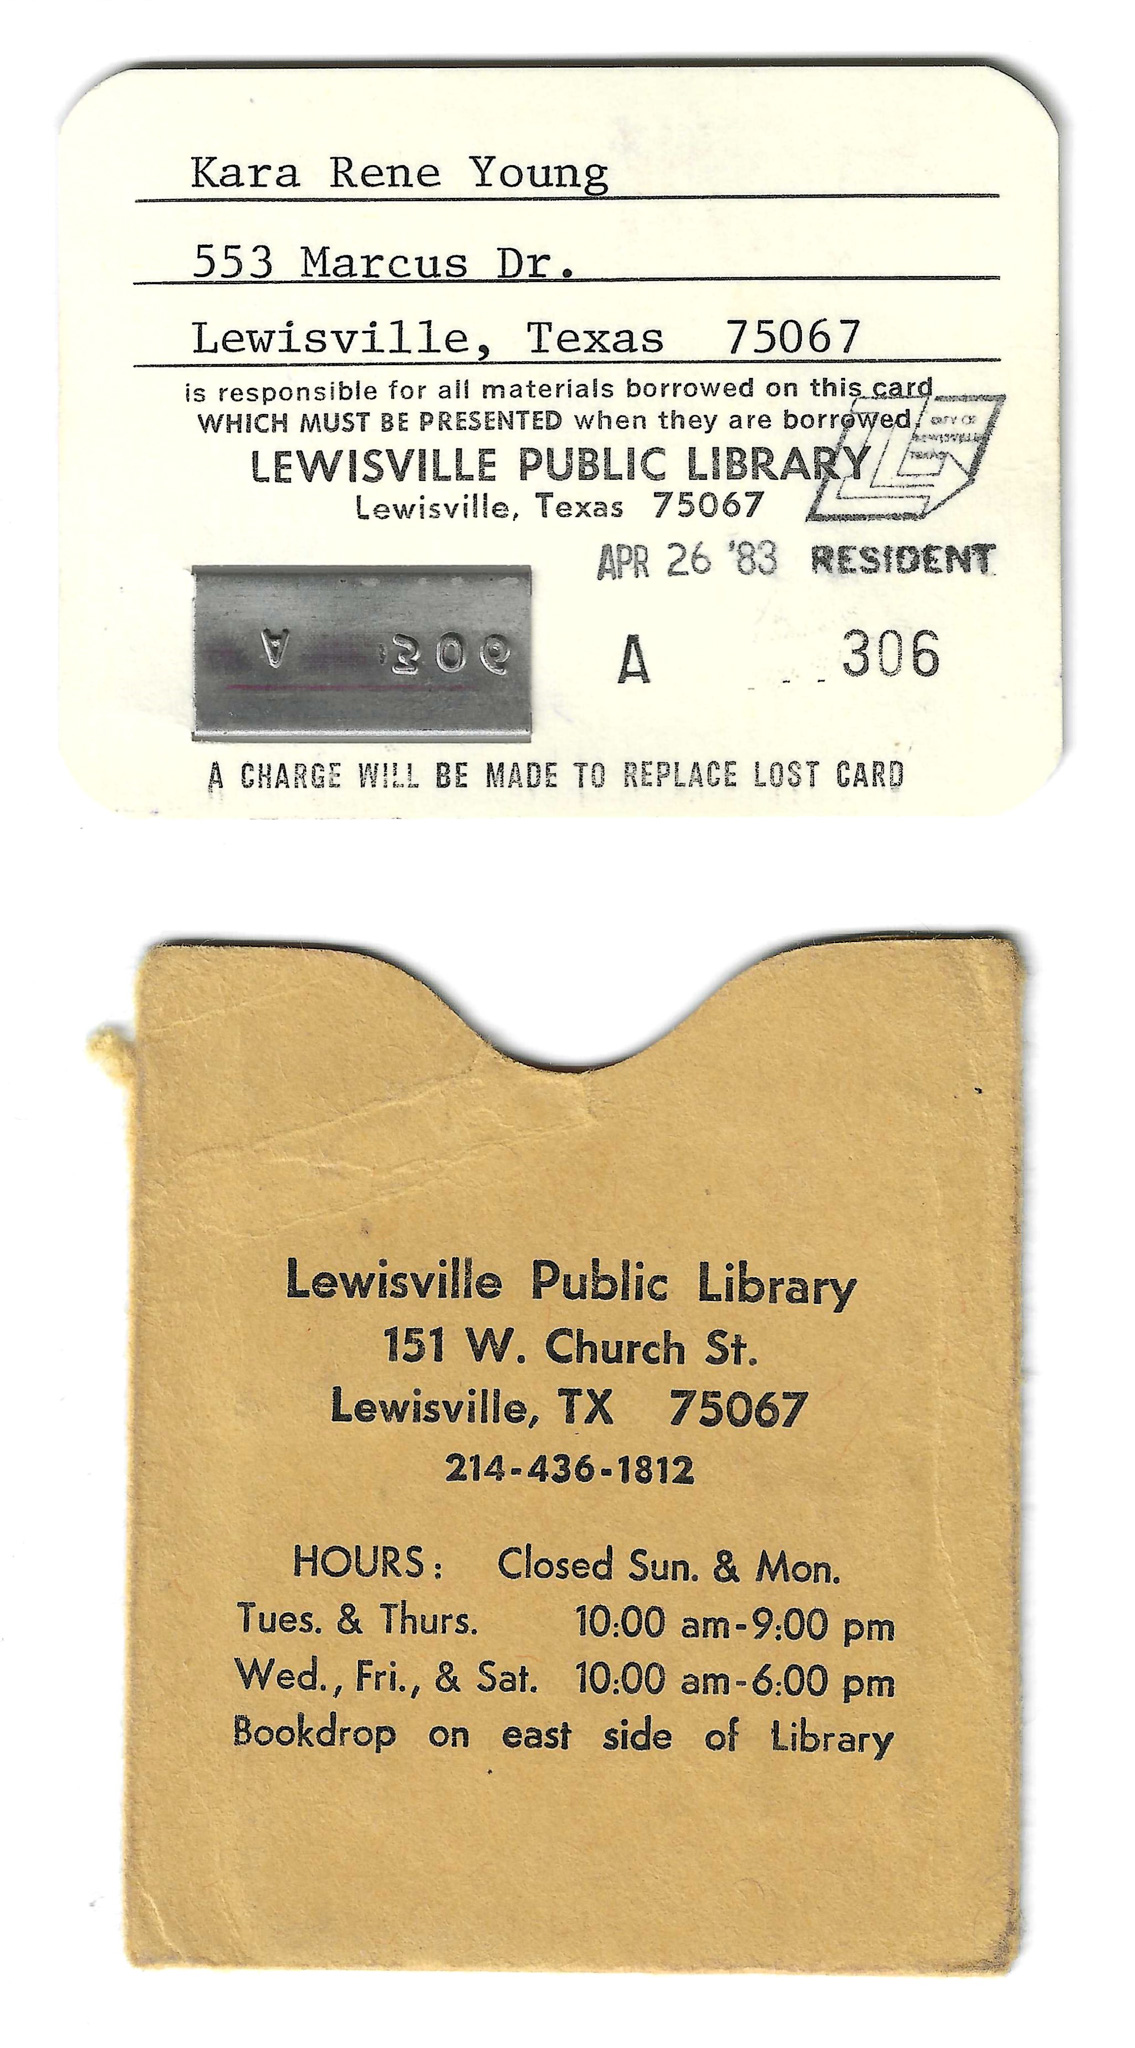 Kara Rene Young
553 Marcus Dr.
Lewisville, Texas 75067
is responsible for all materials borrowed on this card
WHICH MUST BE PRESENTED when they are borrowed.
CITY OF
LEWISVILLE
TEXAS
LEWISVILLE PUBLIC LIBRARY
Lewisville, Texas 75067
APR 26 '83 RESIDENT
A 306 A 306
A CHARGE WILL BE MADE TO REPLACE LOST CARD
Lewisville Public Library
151 W. Church St.
Lewisville, TX 75067
214-436-1812
HOURS: Closed Sun. & Mon.
Tues. & Thurs. 10:00 am-9:00 pm
Wed., Fri., & Sat. 10:00 am-6:00 pm
Bookdrop on east side of Library